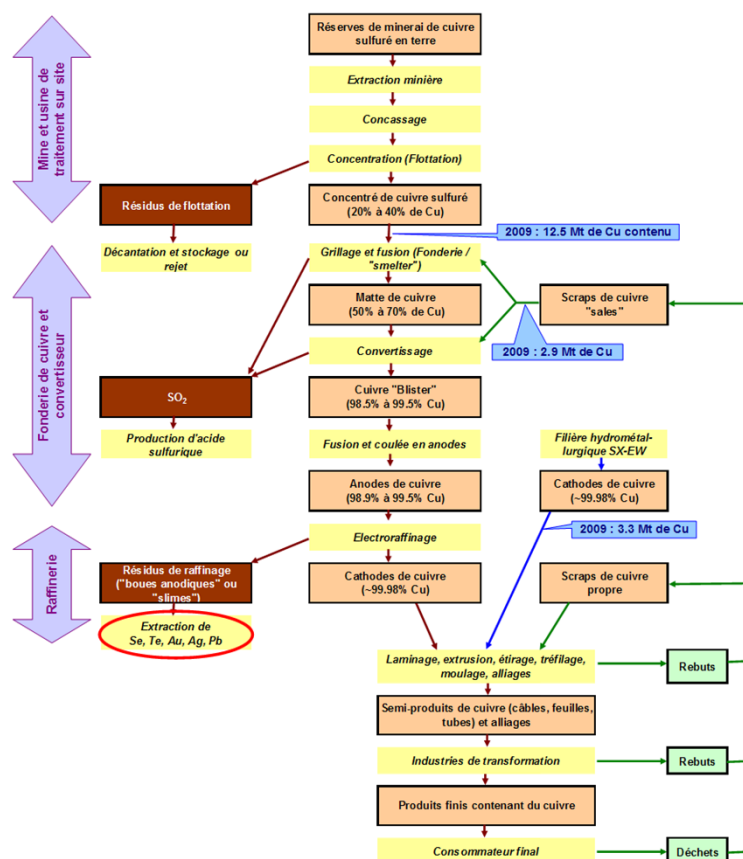 Réserves de minerai de cuivre
sulfuré en terre
Extraction minière
Concassage
Concentration (Flottation)
Mine et usine de
traitement sur site
Résidus de flottation
Concentré de cuivre sulfuré
(20% à 40% de Cu)
2009 : 12.5 Mt de Cu contenu
Décantation et stockage ou
rejet
Grillage et fusion (Fonderie /
"smelter")
Matte de cuivre
(50% à 70% de Cu)
Scraps de cuivre
"sales"
2009 : 2.9 Mt de Cu
Convertissage
Fonderie de cuivre et
convertisseur
SO2
Cuivre "Blister"
(98.5% à 99.5% Cu)
Production d'acide
sulfurique
Fusion et coulée en anodes
Filière hydrométal-
lurgique SX-EW
Anodes de cuivre
(98.9% à 99.5% Cu)
Cathodes de cuivre
(~99.98% Cu)
2009 : 3.3 Mt de Cu
Electroraffinage
Raffinerie
Résidus de raffinage
("boues anodiques" ou
"slimes")
Cathodes de cuivre
(~99.98% Cu)
Scraps de cuivre
propre
Extraction de
Se, Te, Au, Ag, Pb
Laminage, extrusion, étirage, tréfilage,
moulage, alliages
Rebuts
Semi-produits de cuivre (câbles, feuilles,
tubes) et alliages
Industries de transformation
Rebuts
Produits finis contenant du cuivre
Consommateur final
Déchets